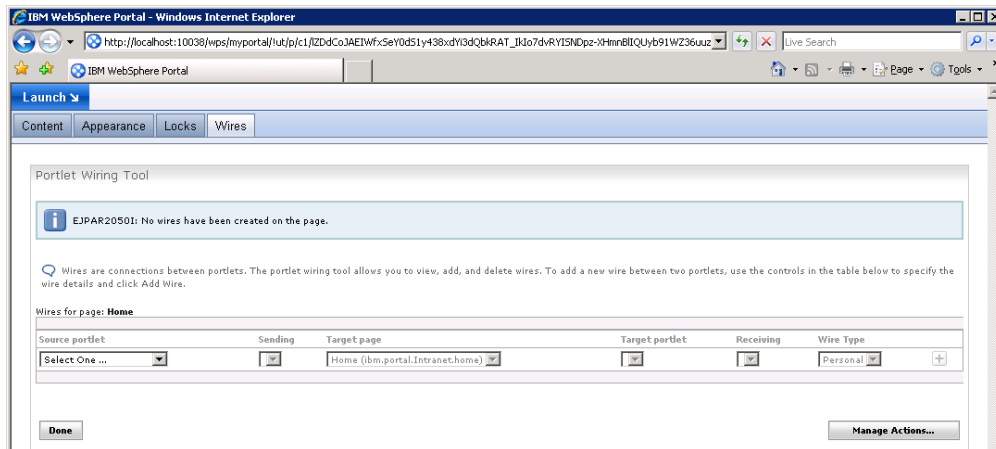 IBM WebSphere Portal - Windows Internet Explorer
http://localhost:10038/wps/myportal/!ut/p/c1/
Live Search
IBM WebSphere Portal
Page
Tools
Launch
Content Appearance Locks Wires
Portlet Wiring Tool
EJPAR2050I: No wires have been created on the page.
Wires are connections between portlets. The portlet wiring tool allows you to view, add, and delete wires. To add a new wire between two portlets, use the controls in the table below to specify the
wire details and click Add Wire.
Wires for page: Home
Source portlet Sending Target page Target portlet Receiving Wire Type
Select One ... Home (ibm.portal.Intranet.home) Personal
Done Manage Actions...